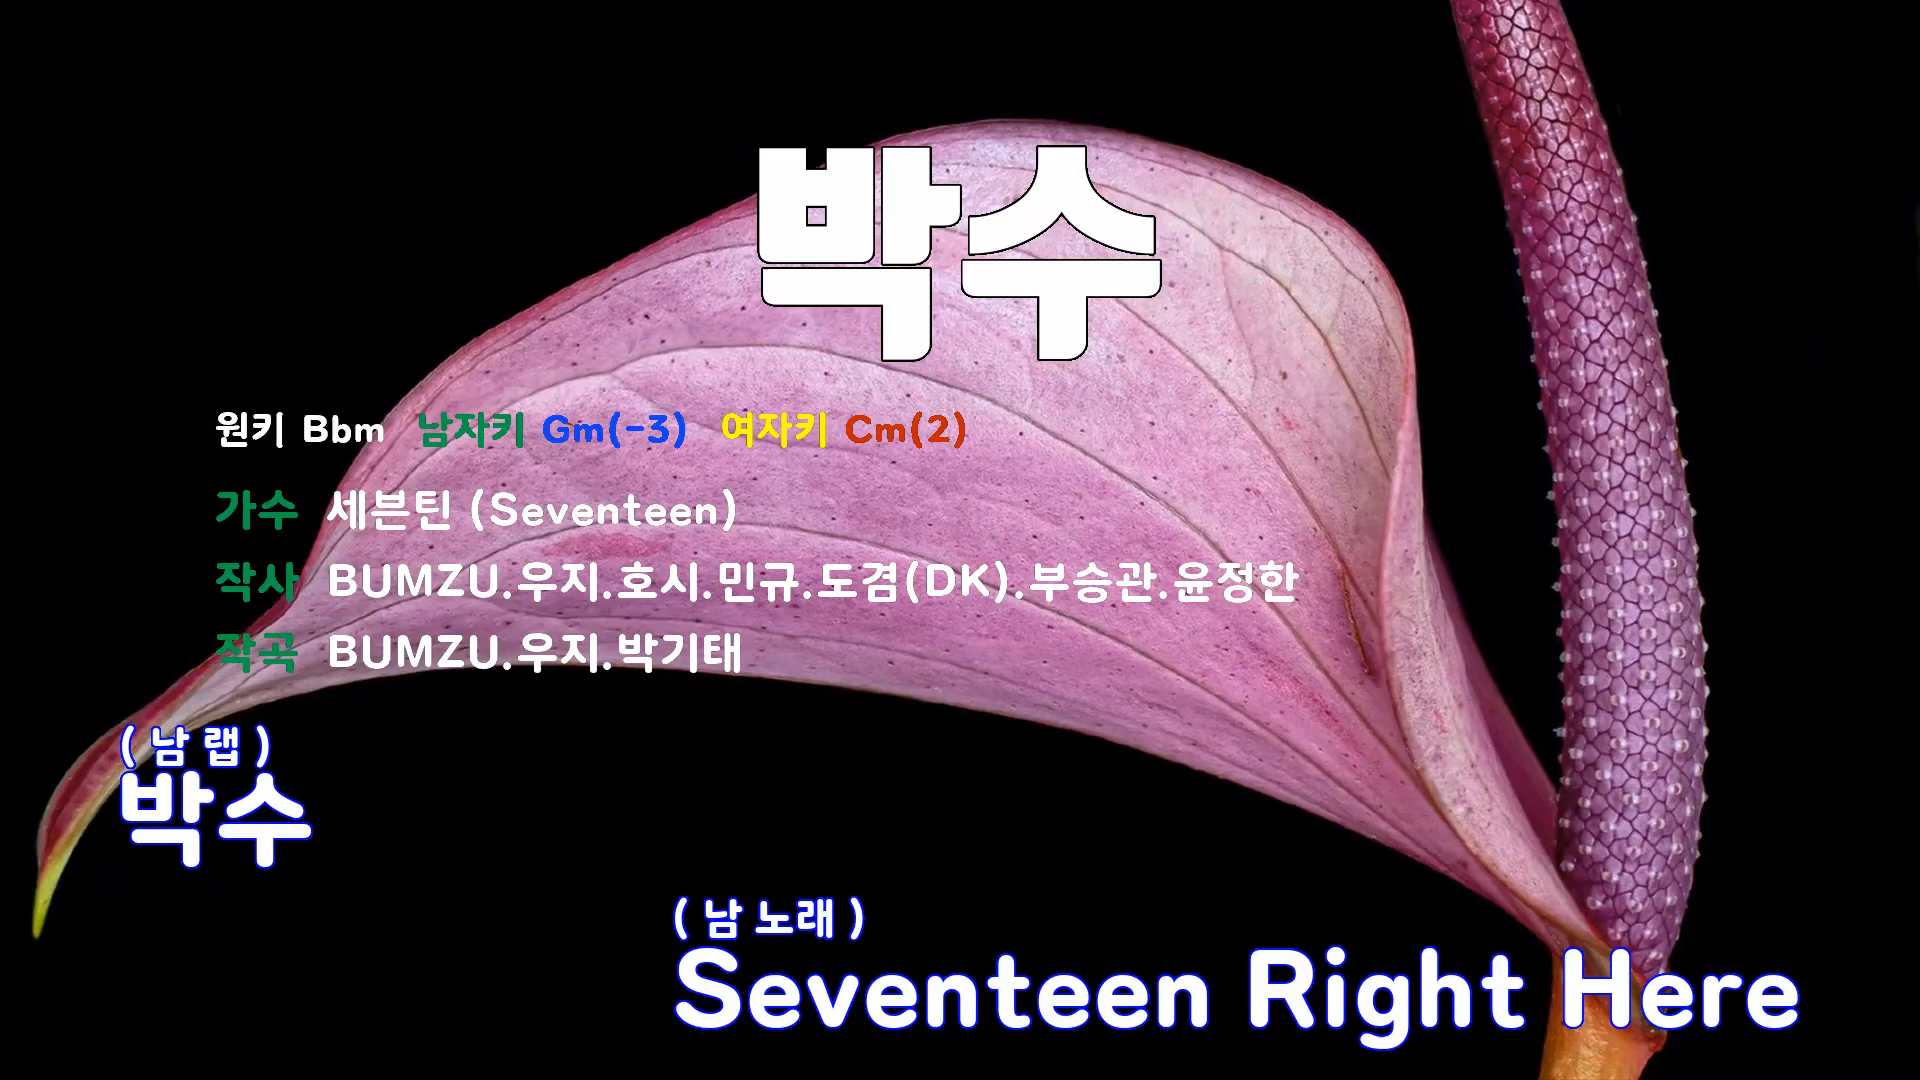 박수
원키 Bbm 남자키 Gm(-3) 여자키 Cm(2)
가수 세븐틴 (Seventeen)
작사 BUMZU.우지.호시.민규.도겸(DK).부승관.윤정한
작곡 BUMZU.우지.박기태
( 남 랩 )
박수
( 남 노래 )
Seventeen Right Here